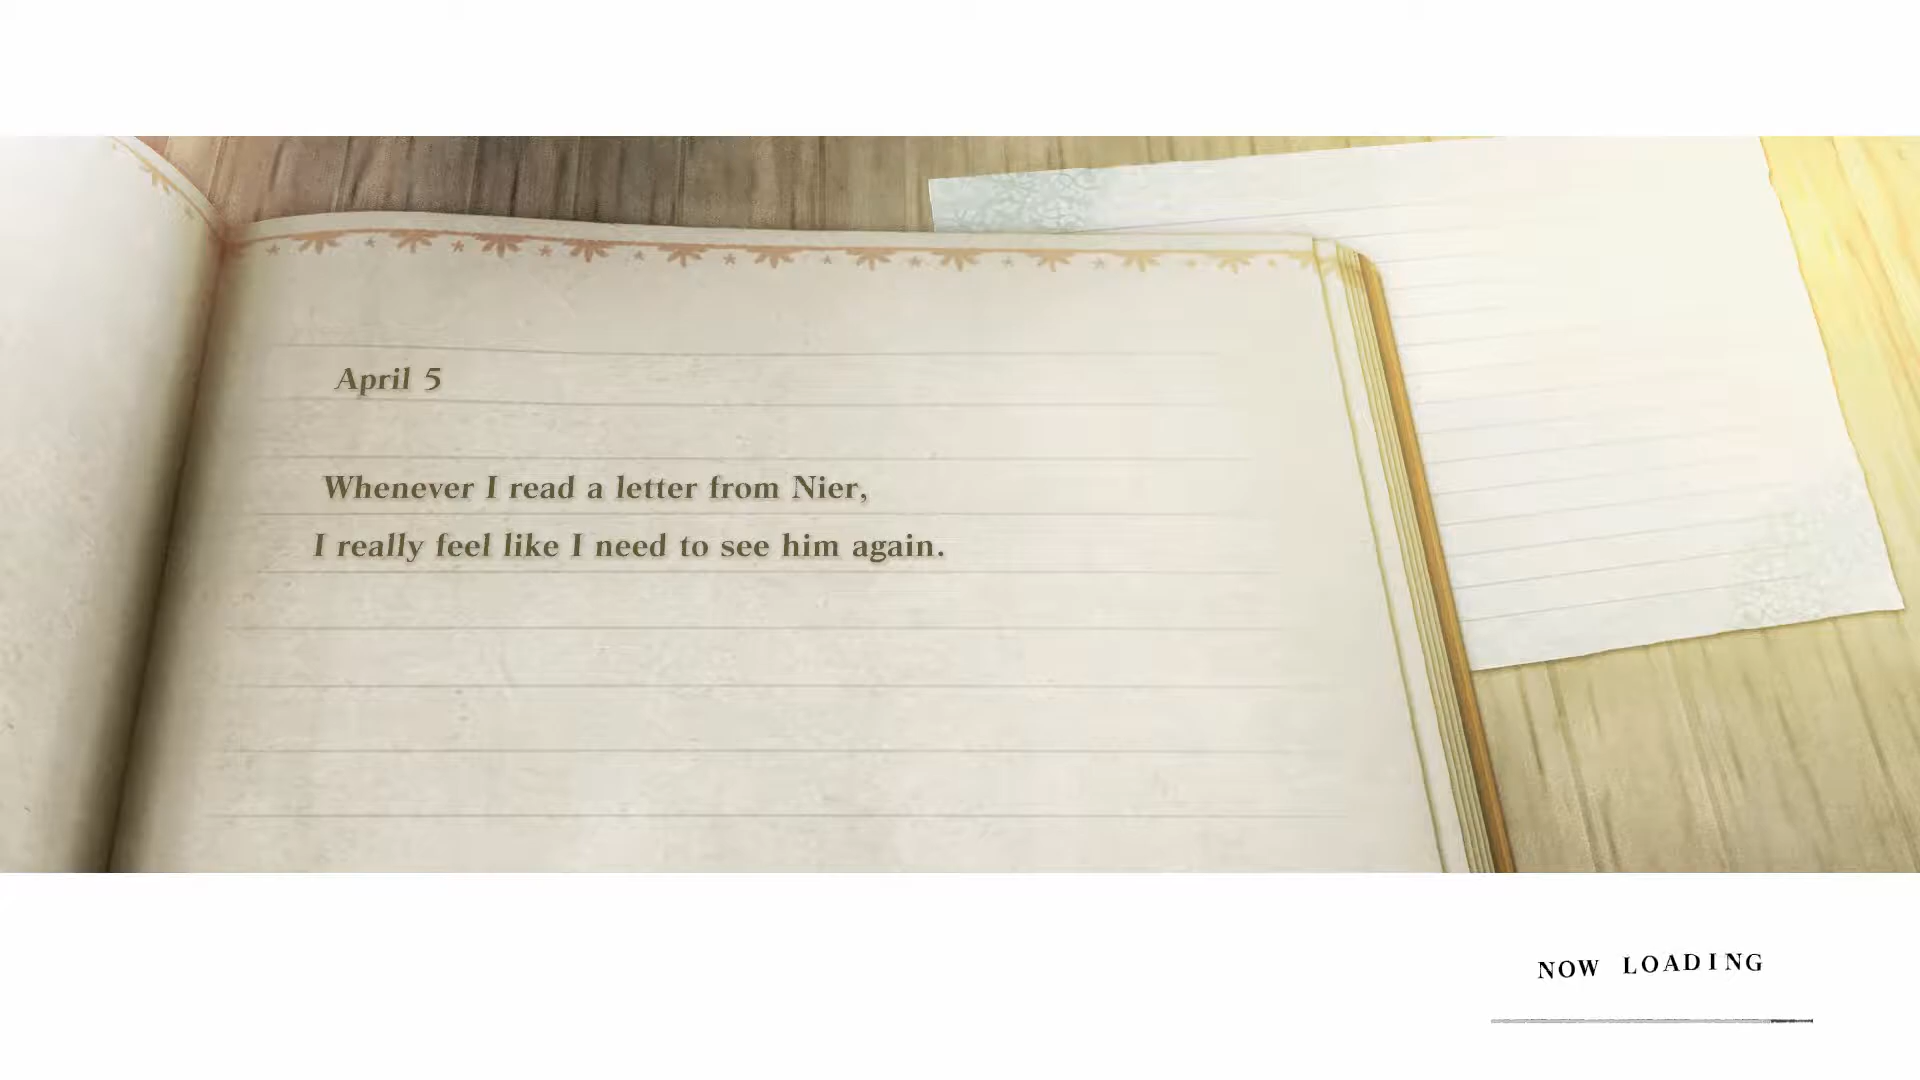 April 5
Whenever I read a letter from Nier,
I really feel like I need to see him again.
NOW LOADING